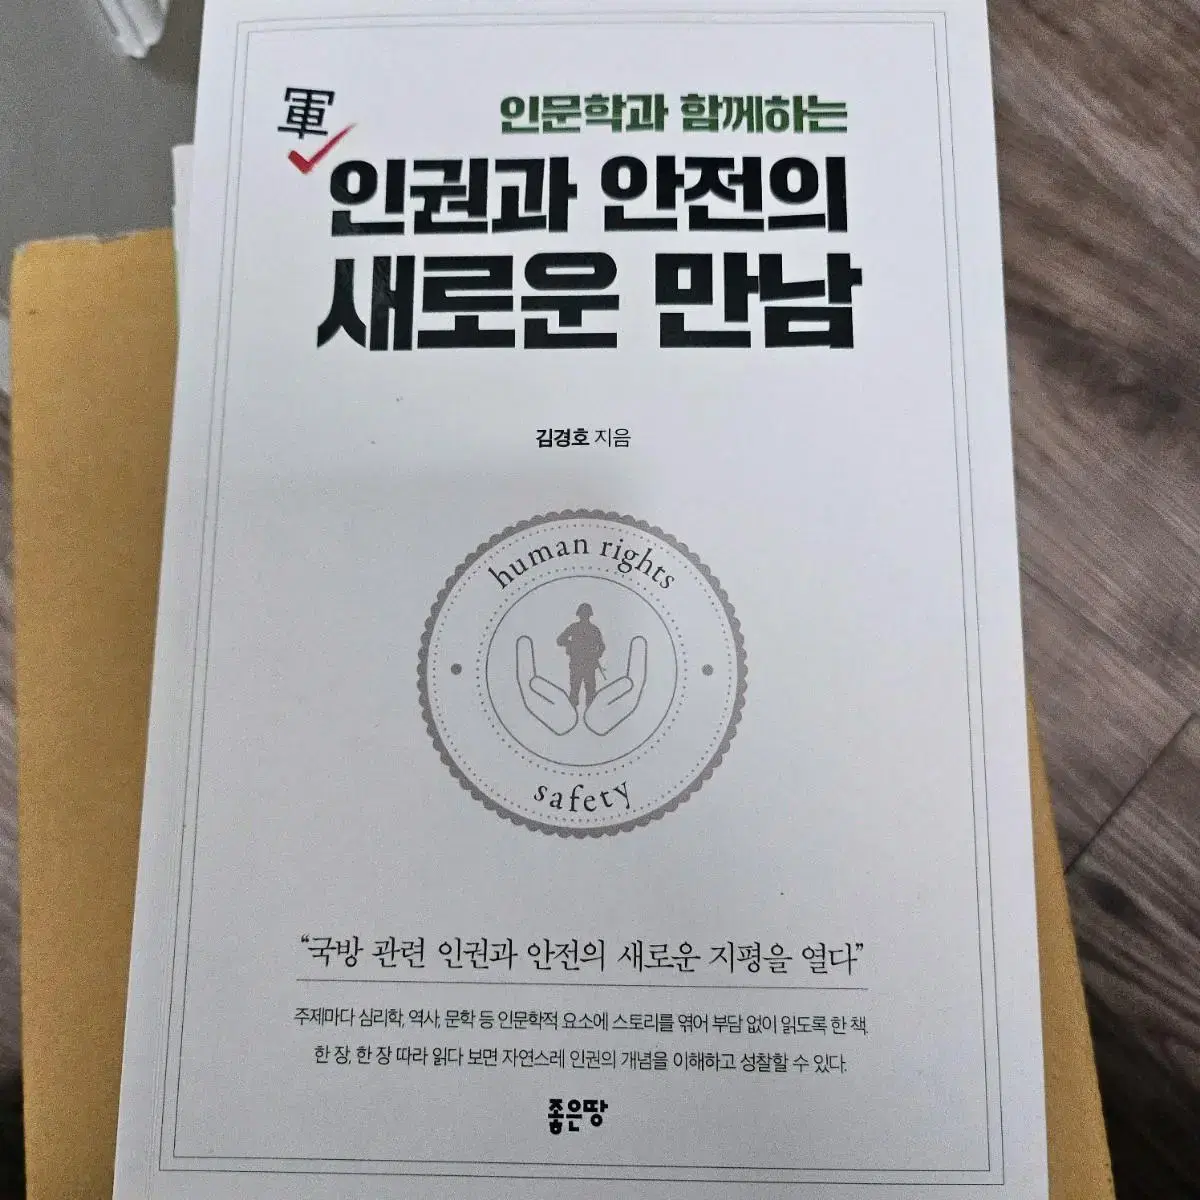 軍
인문학과 함께하는
인권과 안전의
새로운 만남
김경호 지음
human rights
safety
“국방 관련 인권과 안전의 새로운 지평을 열다”
주제마다 심리학, 역사, 문학 등 인문학적 요소에 스토리를 엮어 부담 없이 읽도록 한 책.
한 장, 한 장 따라 읽다 보면 자연스레 인권의 개념을 이해하고 성찰할 수 있다.
좋은땅